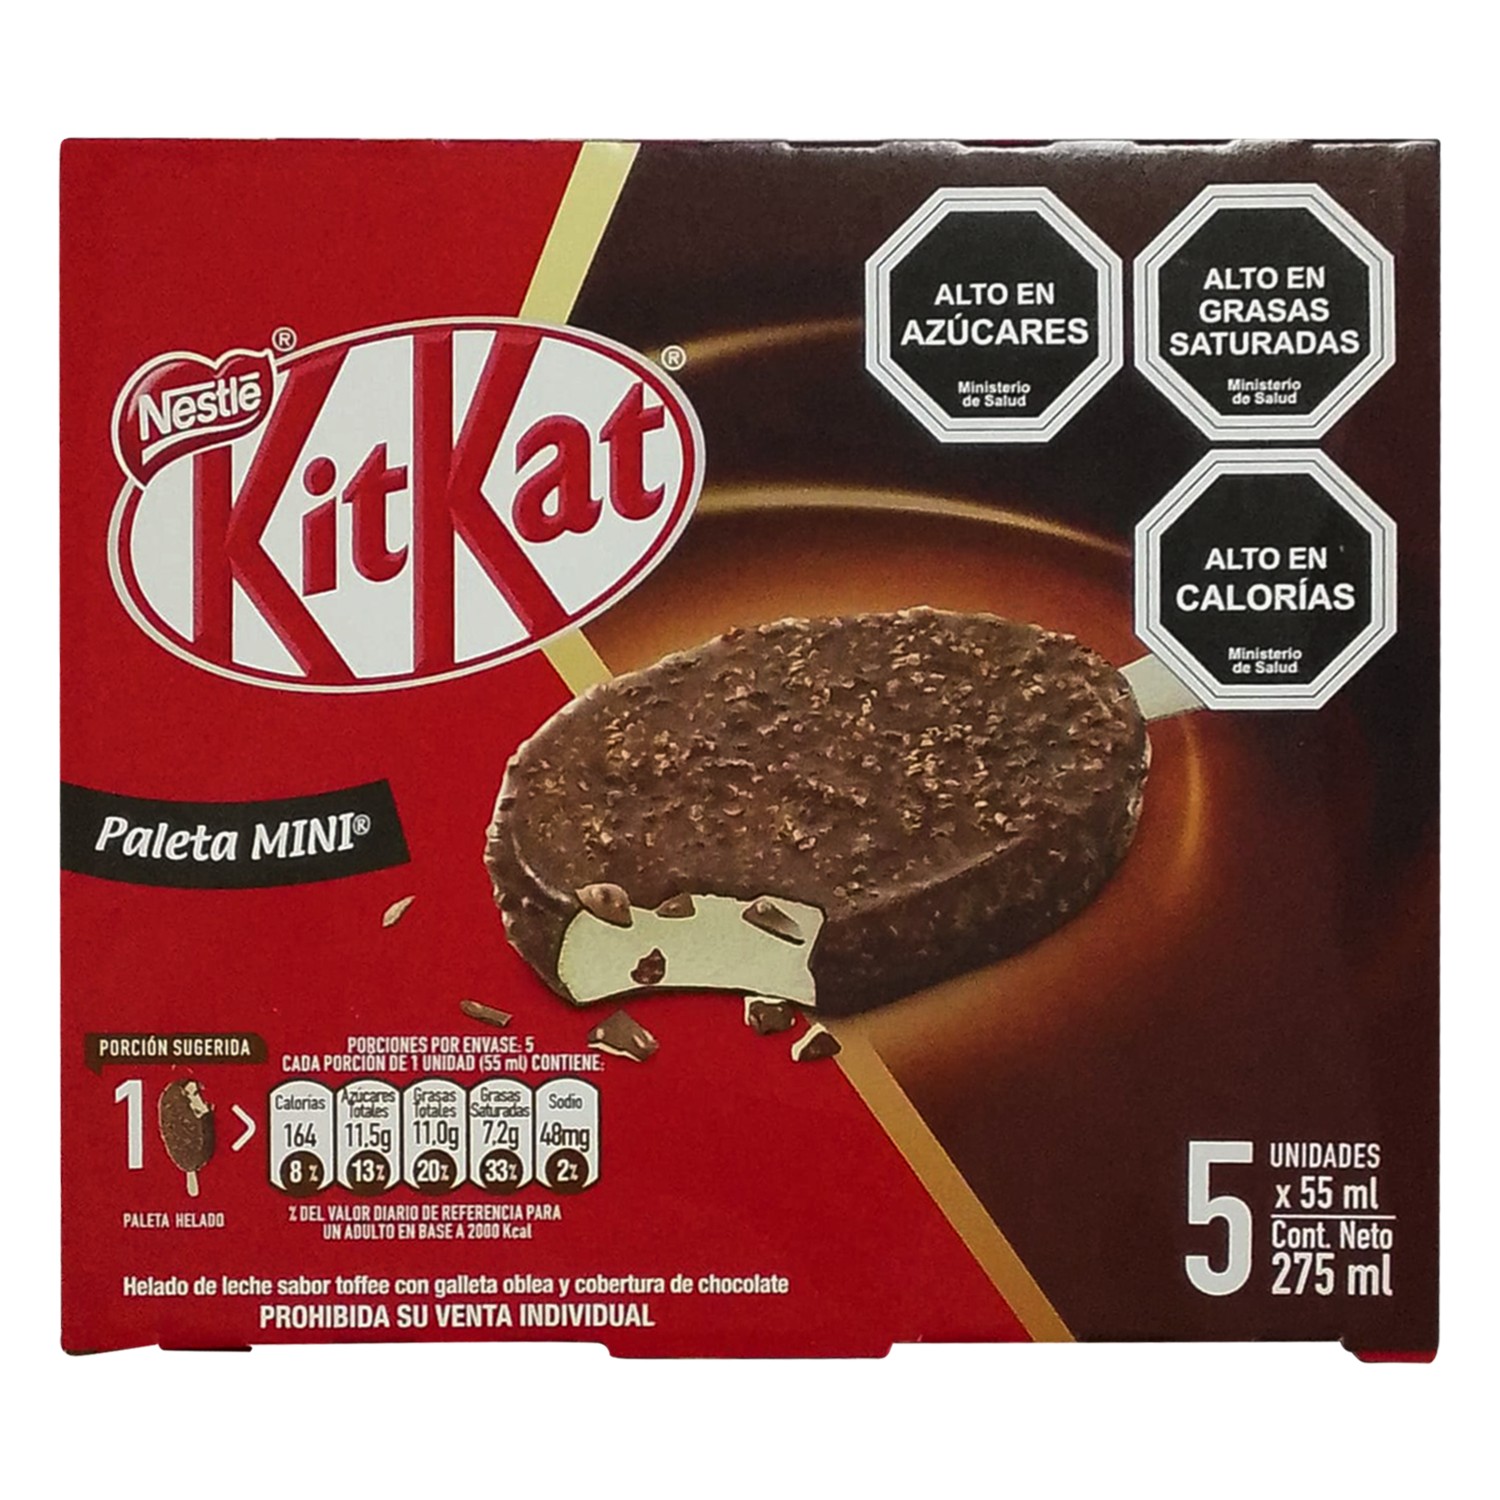 Nestlé®
KitKat®
ALTO EN
AZÚCARES
Ministerio
de Salud
ALTO EN
GRASAS
SATURADAS
Ministerio
de Salud
ALTO EN
CALORÍAS
Ministerio
de Salud
Paleta MINI®
PORCIÓN SUGERIDA
1
PALETA HELADO
PORCIONES POR ENVASE: 5
CADA PORCIÓN DE 1 UNIDAD (55 ml) CONTIENE:
Calorías
164
8%
Azúcares
Totales
11,5g
13%
Grasas
Totales
11,0g
20%
Grasas
Saturadas
7,2g
33%
Sodio
48mg
2%
% DEL VALOR DIARIO DE REFERENCIA PARA
UN ADULTO EN BASE A 2000 Kcal
Helado de leche sabor toffee con galleta oblea y cobertura de chocolate
PROHIBIDA SU VENTA INDIVIDUAL
5 UNIDADES
x 55 ml
Cont. Neto
275 ml